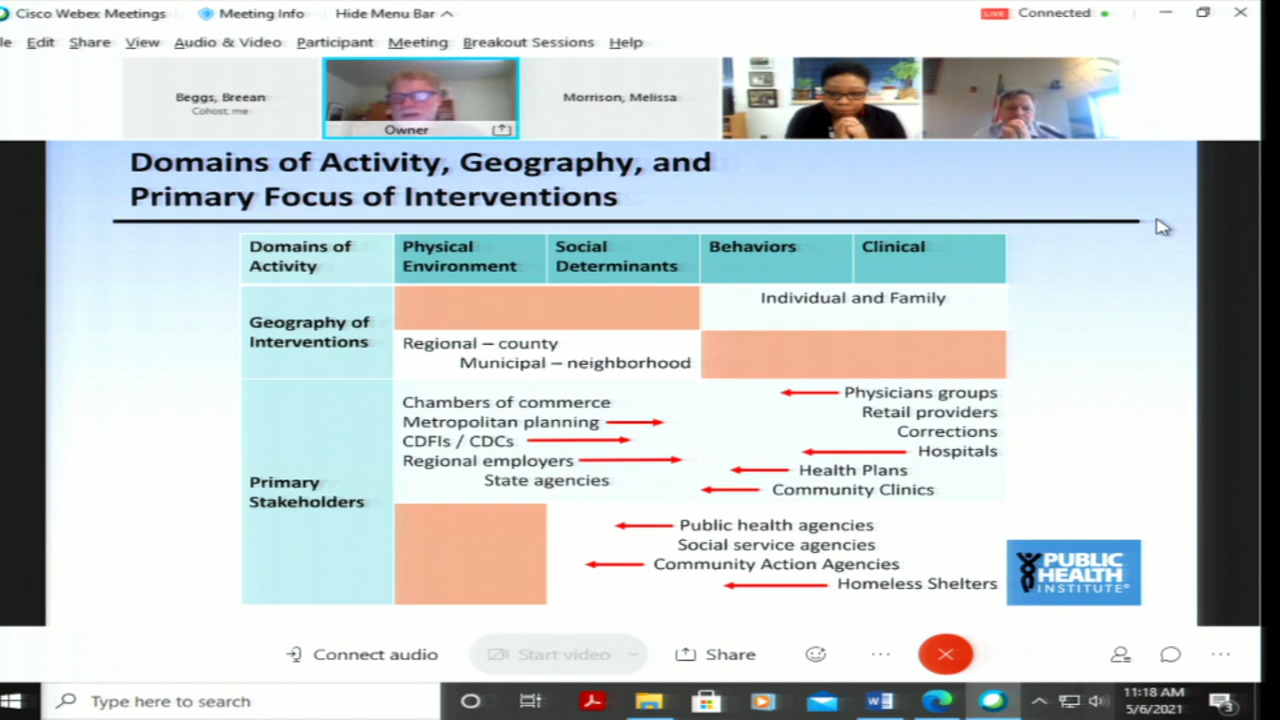 Cisco Webex Meetings
Meeting Info
Hide Menu Bar
LIVE
Connected
le Edit Share View Audio & Video Participant Meeting Breakout Sessions Help
Beggs, Breean
Cohost, me
Owner
Morrison, Melissa
Domains of Activity, Geography, and
Primary Focus of Interventions
Domains of
Activity
Physical
Environment
Social
Determinants
Behaviors
Clinical
Geography of
Interventions
Individual and Family
Regional – county
Municipal – neighborhood
Primary
Stakeholders
Chambers of commerce
Metropolitan planning
CDFIs / CDCs
Regional employers
State agencies
Physicians groups
Retail providers
Corrections
Hospitals
Health Plans
Community Clinics
Public health agencies
Social service agencies
Community Action Agencies
Homeless Shelters
PUBLIC
HEALTH
INSTITUTE®
Connect audio
Start video
Share
Type here to search
11:18 AM
5/6/2021
3